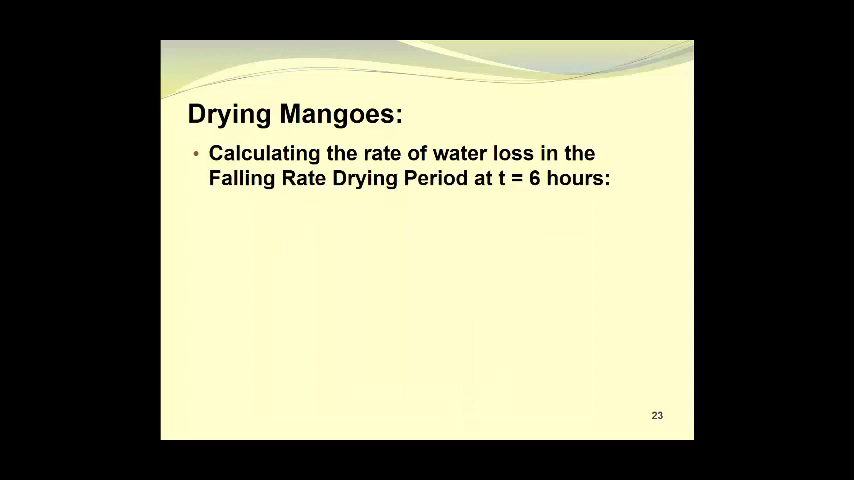 Drying Mangoes:
• Calculating the rate of water loss in the
Falling Rate Drying Period at t = 6 hours:
23